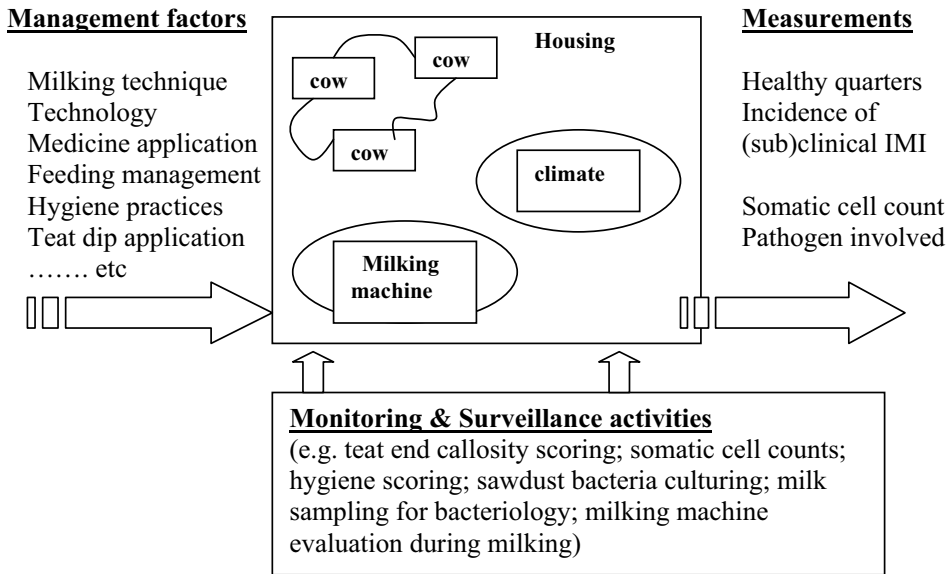 Management factors
Milking technique
Technology
Medicine application
Feeding management
Hygiene practices
Teat dip application
……. etc
Housing
cow
cow
cow
climate
Milking
machine
Measurements
Healthy quarters
Incidence of
(sub)clinical IMI
Somatic cell count
Pathogen involved
Monitoring & Surveillance activities
(e.g. teat end callosity scoring; somatic cell counts;
hygiene scoring; sawdust bacteria culturing; milk
sampling for bacteriology; milking machine
evaluation during milking)